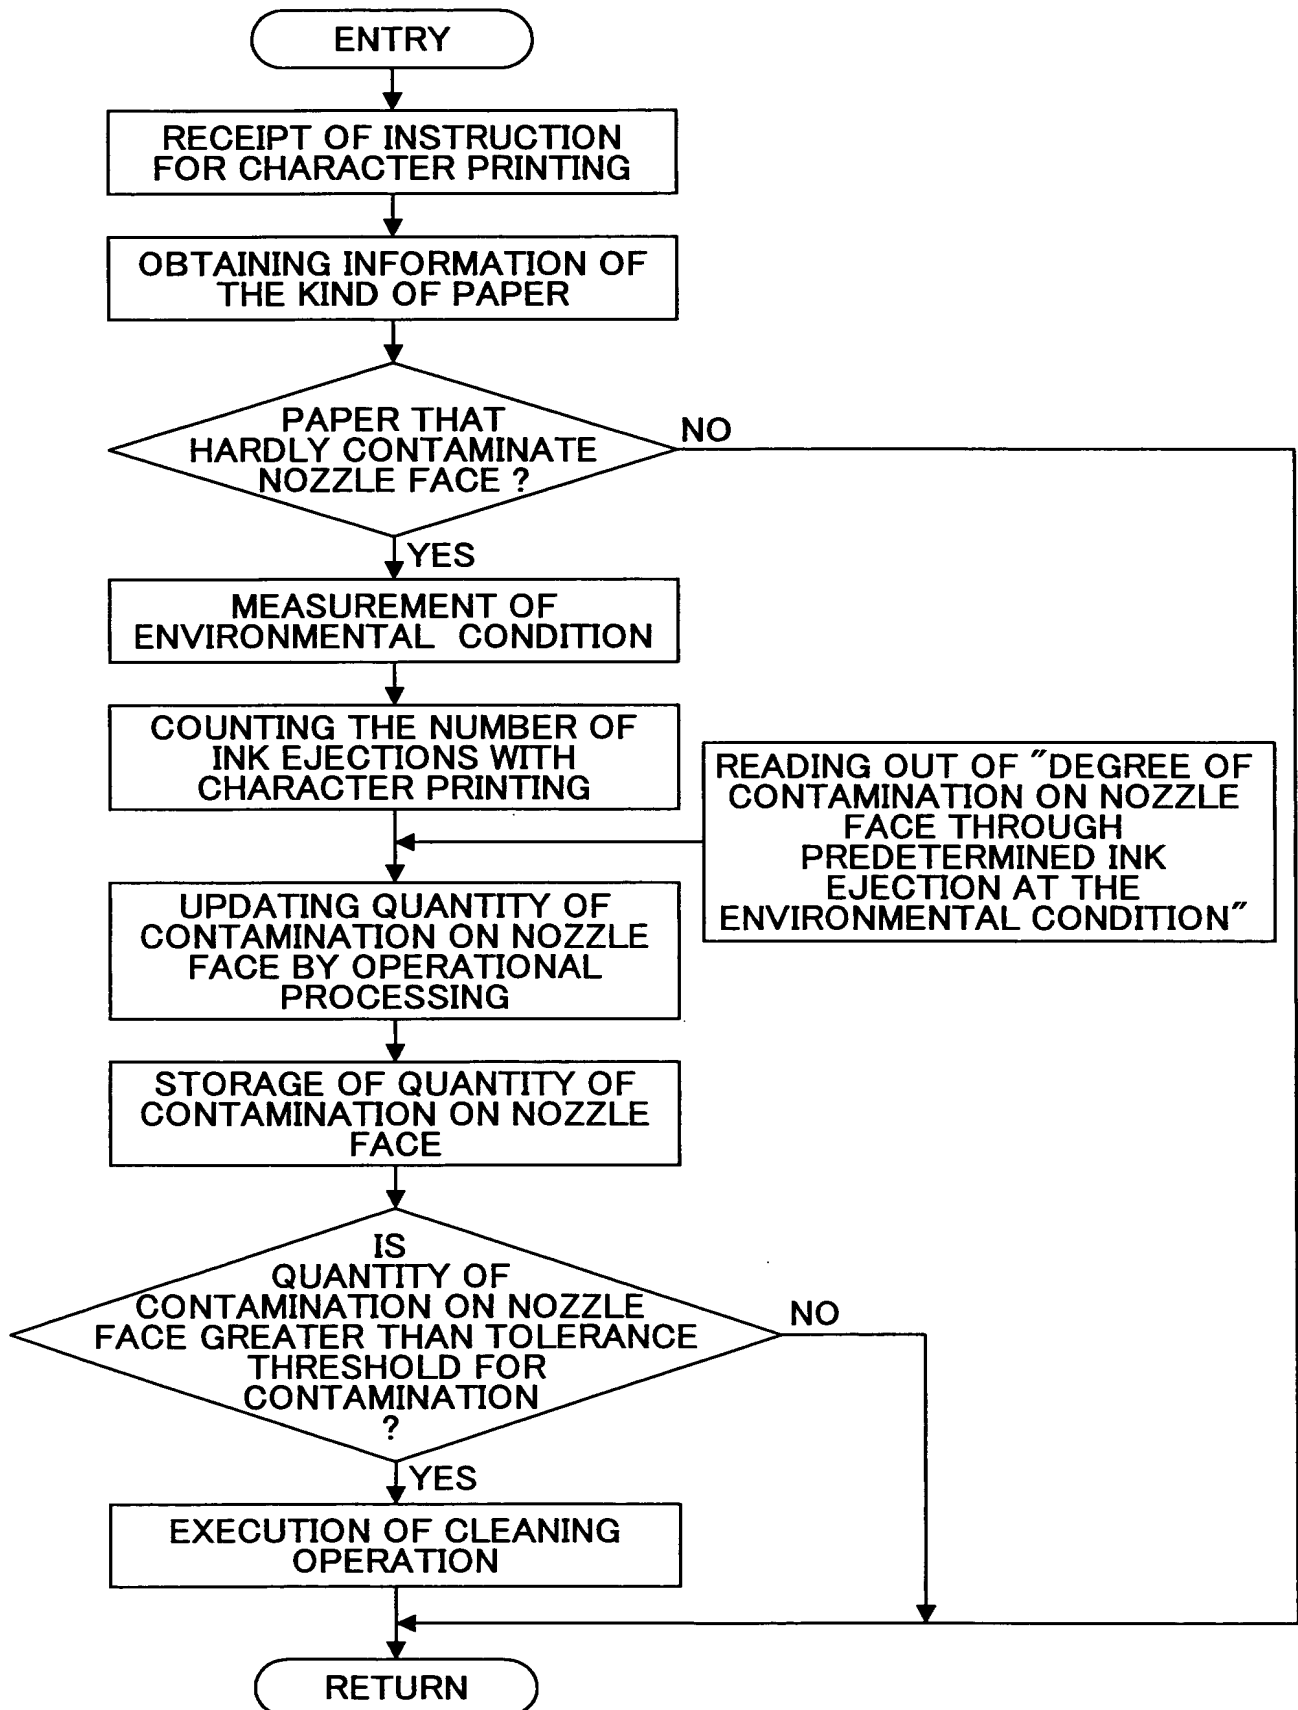 ENTRY
RECEIPT OF INSTRUCTION
FOR CHARACTER PRINTING
OBTAINING INFORMATION OF
THE KIND OF PAPER
PAPER THAT
HARDLY CONTAMINATE
NOZZLE FACE ?
NO
YES
MEASUREMENT OF
ENVIRONMENTAL CONDITION
COUNTING THE NUMBER OF
INK EJECTIONS WITH
CHARACTER PRINTING
READING OUT OF "DEGREE OF
CONTAMINATION ON NOZZLE
FACE THROUGH
PREDETERMINED INK
EJECTION AT THE
ENVIRONMENTAL CONDITION"
UPDATING QUANTITY OF
CONTAMINATION ON NOZZLE
FACE BY OPERATIONAL
PROCESSING
STORAGE OF QUANTITY OF
CONTAMINATION ON NOZZLE
FACE
IS
QUANTITY OF
CONTAMINATION ON NOZZLE
FACE GREATER THAN TOLERANCE
THRESHOLD FOR
CONTAMINATION
?
NO
YES
EXECUTION OF CLEANING
OPERATION
RETURN